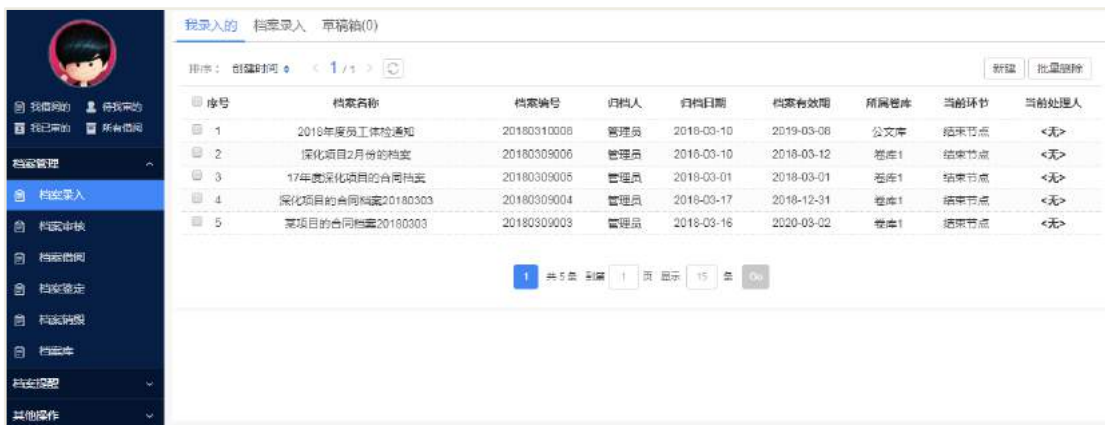 我录入的 档案录入 草稿箱(0)
排序： 创建时间 < 1 / 1 >
新建 批量删除
我借阅的 待我审的
我已审的 所有借阅
档案管理
档案录入
档案审核
档案借阅
档案鉴定
档案销毁
档案库
档案提醒
其他操作
序号 档案名称 档案编号 归档人 归档日期 档案有效期 所属卷库 当前环节 当前处理人
1 2018年度员工体检通知 20180310008 管理员 2018-03-10 2019-03-08 公文库 结束节点 <无>
2 深化项目2月份的档案 20180309006 管理员 2018-03-10 2018-03-12 卷库1 结束节点 <无>
3 17年度深化项目的合同档案 20180309005 管理员 2018-03-01 2018-03-01 卷库1 结束节点 <无>
4 深化项目的合同档案20180303 20180309004 管理员 2018-03-17 2018-12-31 卷库1 结束节点 <无>
5 某项目的合同档案20180303 20180309003 管理员 2018-03-16 2020-03-02 卷库1 结束节点 <无>
1 共 5 条 到第 1 页 显示 15 条 Go